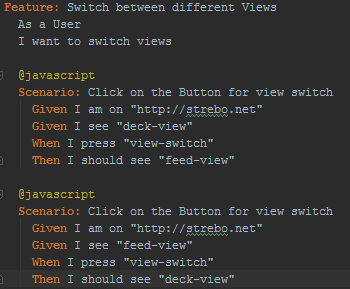 Feature: Switch between different Views
As a User
I want to switch views
@javascript
Scenario: Click on the Button for view switch
Given I am on "http://strebo.net"
Given I see "deck-view"
When I press "view-switch"
Then I should see "feed-view"
@javascript
Scenario: Click on the Button for view switch
Given I am on "http://strebo.net"
Given I see "feed-view"
When I press "view-switch"
Then I should see "deck-view"